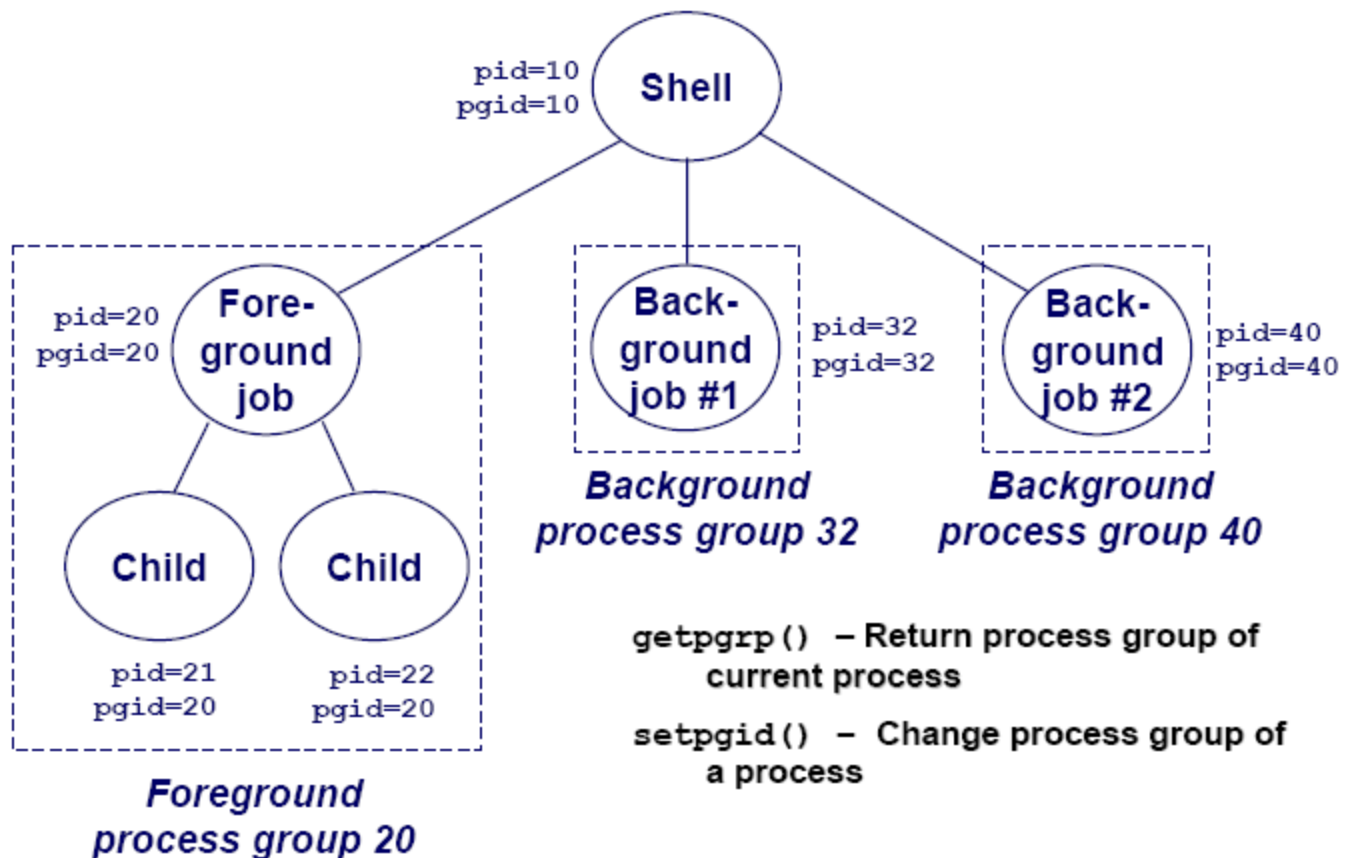 pid=10
pgid=10
Shell
pid=20
pgid=20
Fore-
ground
job
Back-
ground
job #1
pid=32
pgid=32
Back-
ground
job #2
pid=40
pgid=40
Background
process group 32
Background
process group 40
Child
Child
pid=21
pgid=20
pid=22
pgid=20
Foreground
process group 20
getpgrp() – Return process group of
current process
setpgid() – Change process group of
a process